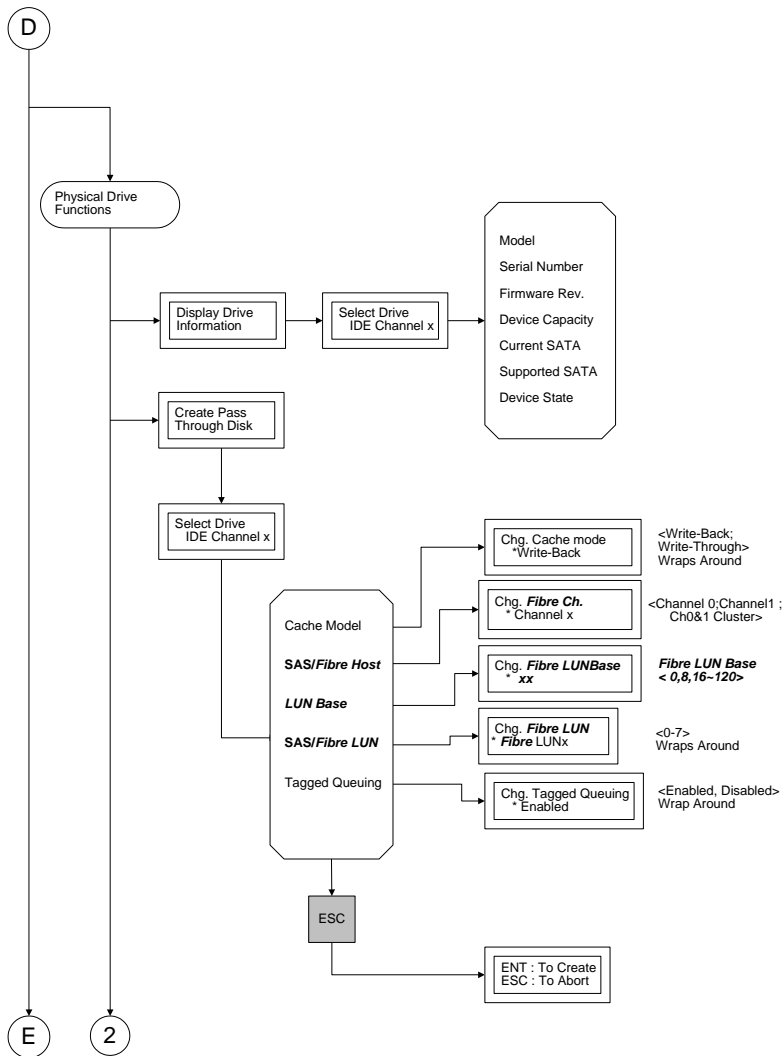 D
Physical Drive
Functions
Display Drive
Information
Select Drive
IDE Channel x
Model
Serial Number
Firmware Rev.
Device Capacity
Current SATA
Supported SATA
Device State
Create Pass
Through Disk
Select Drive
IDE Channel x
Cache Model
SAS/Fibre Host
LUN Base
SAS/Fibre LUN
Tagged Queuing
Chg. Cache mode
*Write-Back
<Write-Back;
Write-Through>
Wraps Around
Chg. Fibre Ch.
* Channel x
<Channel 0;Channel1 ;
Ch0&1 Cluster>
Chg. Fibre LUNBase
* xx
Fibre LUN Base
< 0,8,16~120>
Chg. Fibre LUN
* Fibre LUNx
<0-7>
Wraps Around
Chg. Tagged Queuing
* Enabled
<Enabled, Disabled>
Wrap Around
ESC
ENT : To Create
ESC : To Abort
E
2